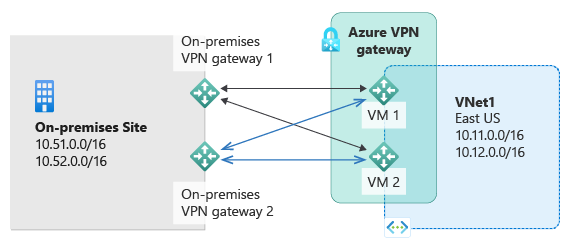 On-premises
VPN gateway 1
Azure VPN
gateway
On-premises Site
10.51.0.0/16
10.52.0.0/16
VM 1
VM 2
VNet1
East US
10.11.0.0/16
10.12.0.0/16
On-premises
VPN gateway 2